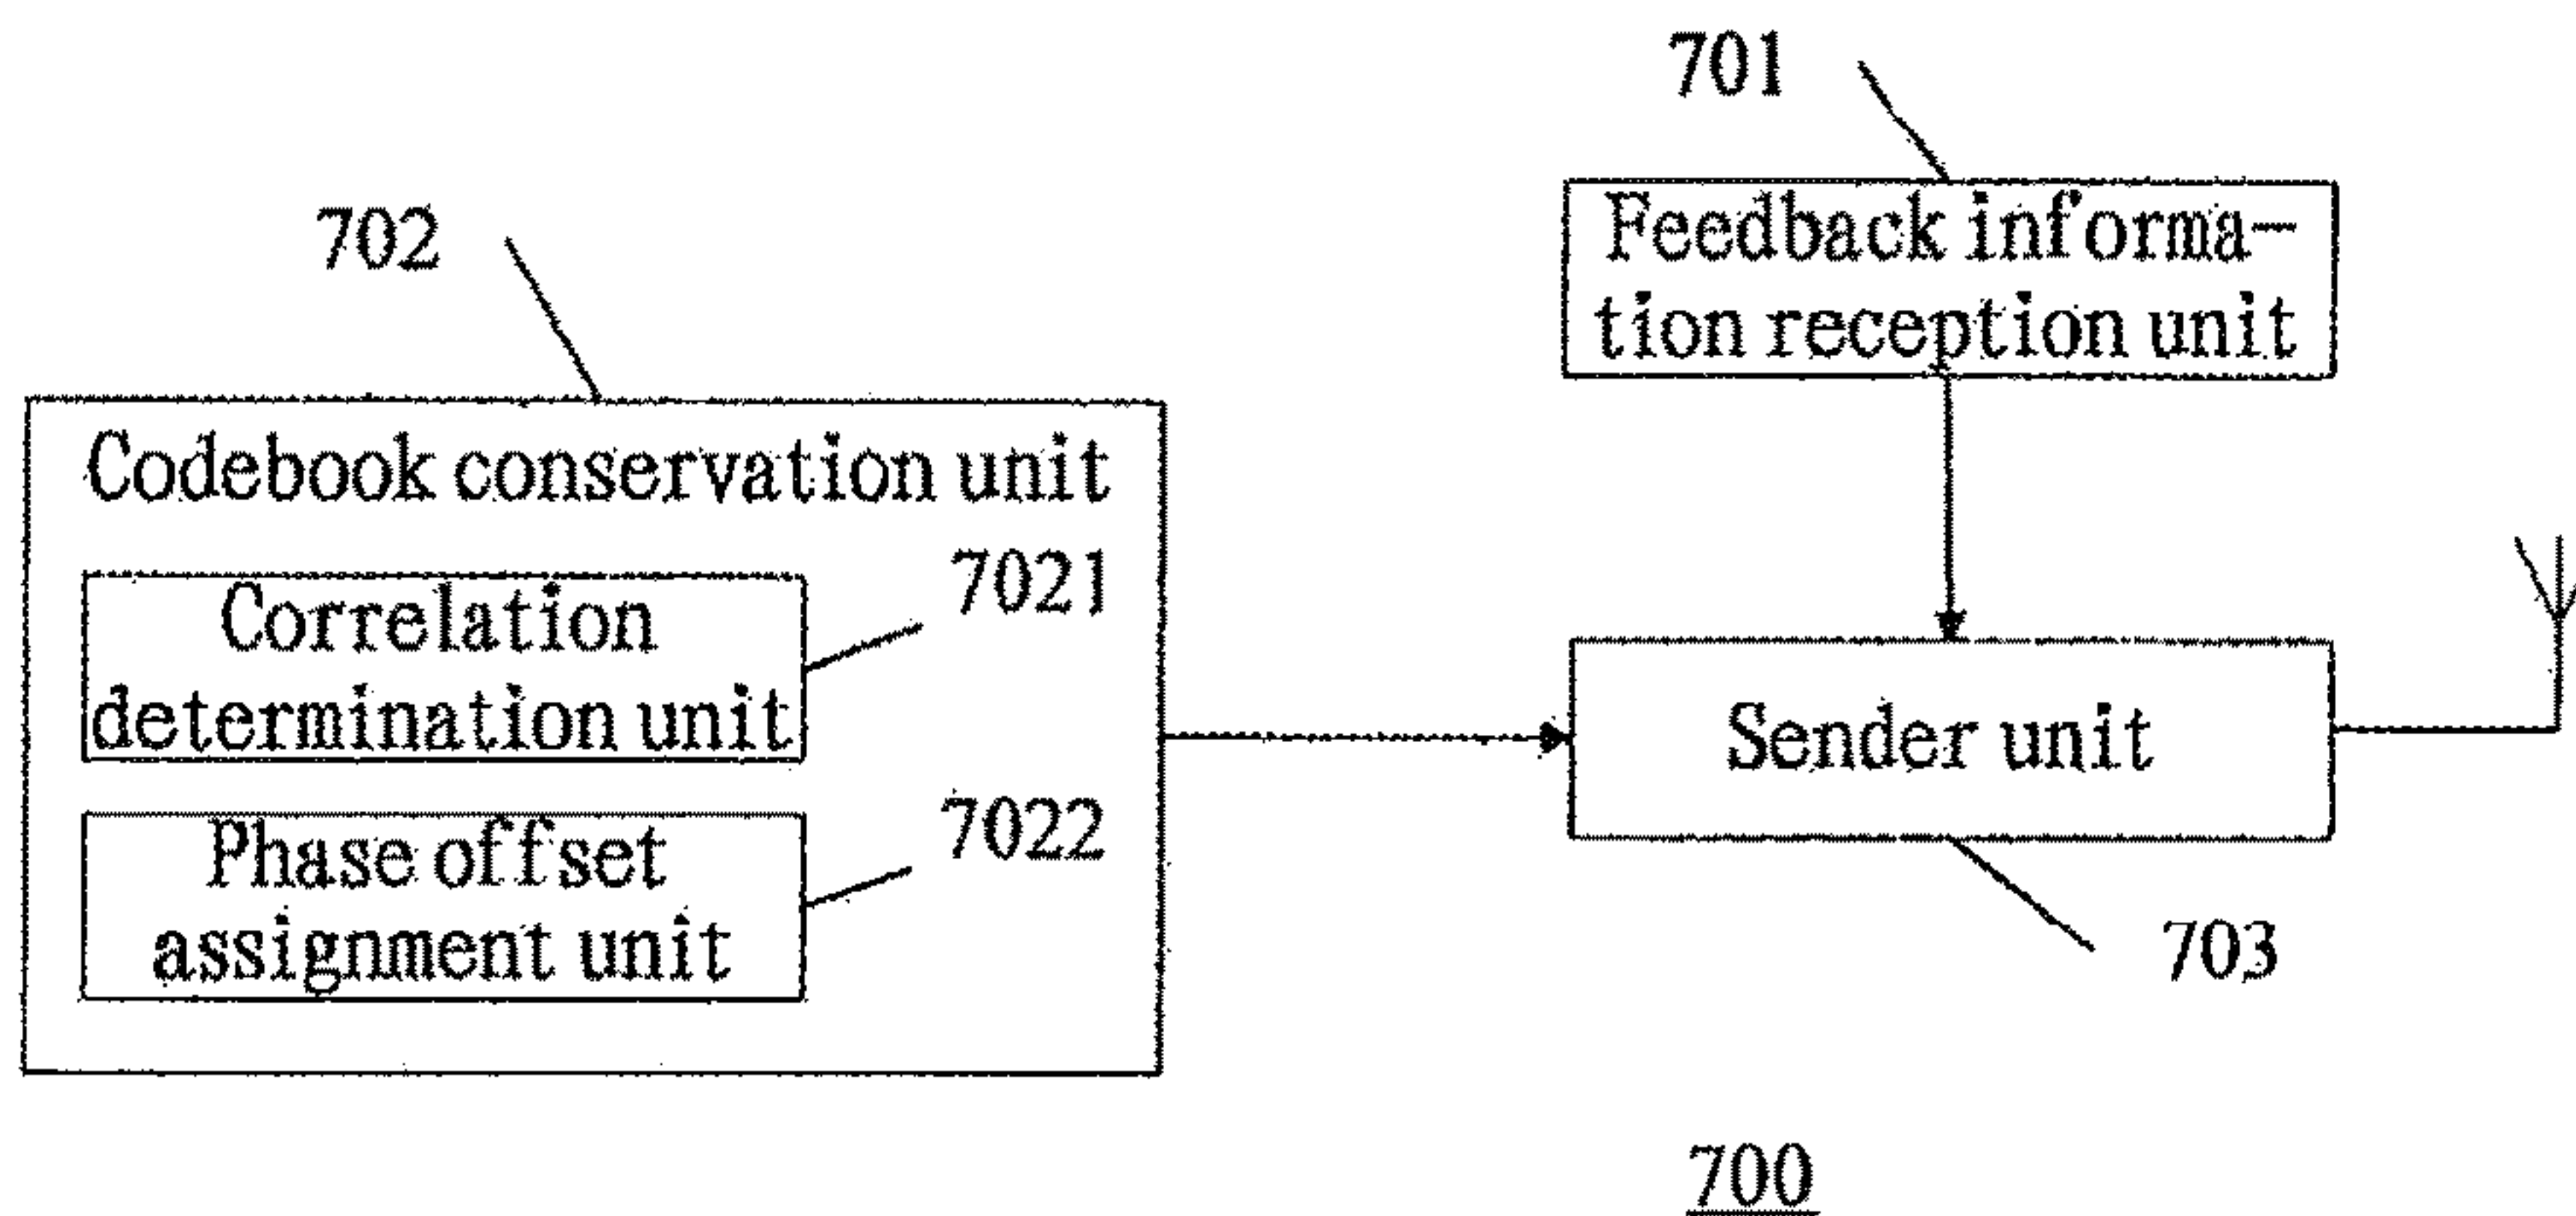 701
Feedback informa-
tion reception unit
702
Codebook conservation unit
7021
Correlation
determination unit
7022
Phase offset
assignment unit
Sender unit
703
700